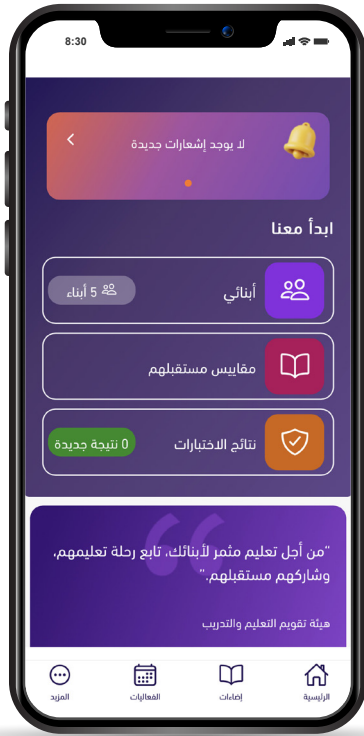 8:30
لا يوجد إشعارات جديدة
ابدأ معنا
أبنائي
5 أبناء
مقاييس مستقبلهم
نتائج الاختبارات
0 نتيجة جديدة
"من أجل تعليم مثمر لأبنائك، تابع رحلة تعليمهم،
وشاركهم مستقبلهم."
هيئة تقويم التعليم والتدريب
الرئيسية
إضاءات
الفعاليات
المزيد